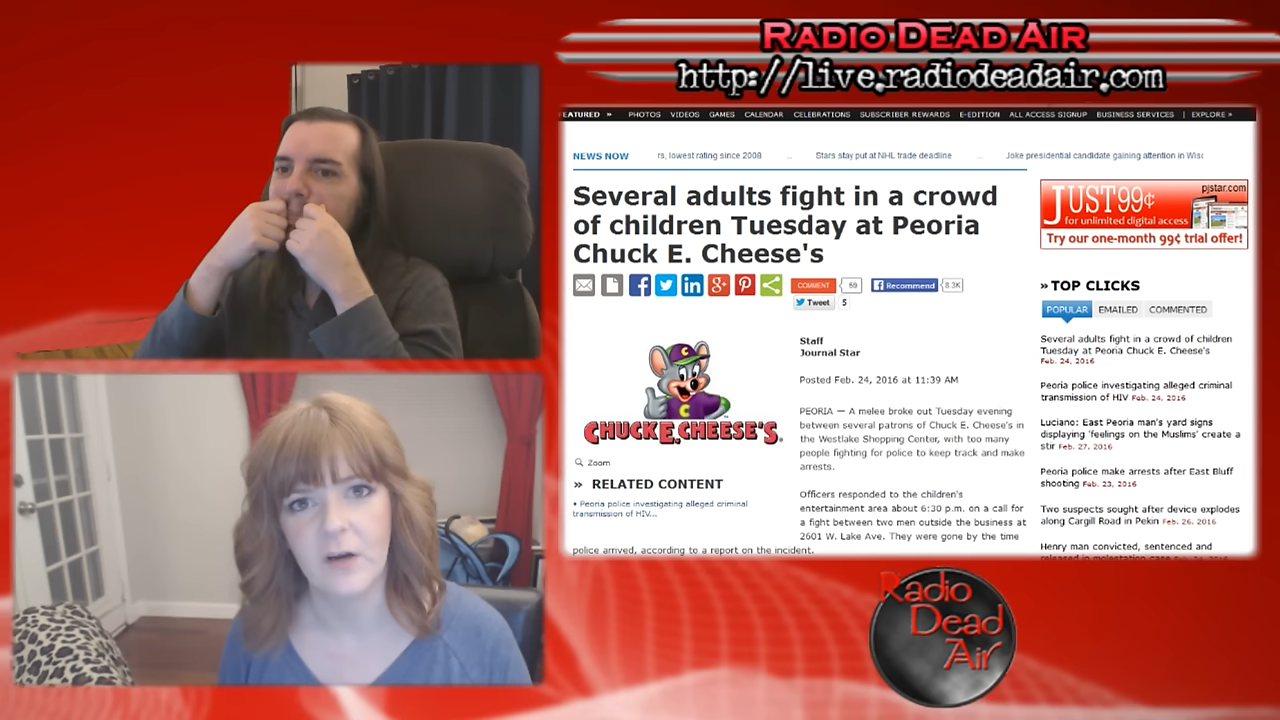 RADIO DEAD AIR
http://live.radiodeadair.com
FEATURED » PHOTOS VIDEOS GAMES CALENDAR CELEBRATIONS SUBSCRIBER REWARDS E-EDITION ALL ACCESS SIGNUP BUSINESS SERVICES | EXPLORE »
NEWS NOW rs, lowest rating since 2008 ... Stars stay put at NHL trade deadline ... Joke presidential candidate gaining attention in Wisc
Several adults fight in a crowd
of children Tuesday at Peoria
Chuck E. Cheese's
COMMENT 59 Recommend 8.3K
Tweet 5
Staff
Journal Star
Posted Feb. 24, 2016 at 11:39 AM
CHUCK E. CHEESE'S
Zoom
» RELATED CONTENT
• Peoria police investigating alleged criminal
transmission of HIV...
PEORIA — A melee broke out Tuesday evening
between several patrons of Chuck E. Cheese's in
the Westlake Shopping Center, with too many
people fighting for police to keep track and make
arrests.
Officers responded to the children's
entertainment area about 6:30 p.m. on a call for
a fight between two men outside the business at
2601 W. Lake Ave. They were gone by the time
police arrived, according to a report on the incident.
pjstar.com
JUST 99¢
for unlimited digital access
Try our one-month 99¢ trial offer!
» TOP CLICKS
POPULAR EMAILED COMMENTED
Several adults fight in a crowd of children
Tuesday at Peoria Chuck E. Cheese's
Feb. 24, 2016
Peoria police investigating alleged criminal
transmission of HIV Feb. 24, 2016
Luciano: East Peoria man's yard signs
displaying 'feelings on the Muslims' create a
stir Feb. 27, 2016
Peoria police make arrests after East Bluff
shooting Feb. 23, 2016
Two suspects sought after device explodes
along Cargill Road in Pekin Feb. 26, 2016
Henry man convicted, sentenced and
released in molestation case
Radio
Dead
Air